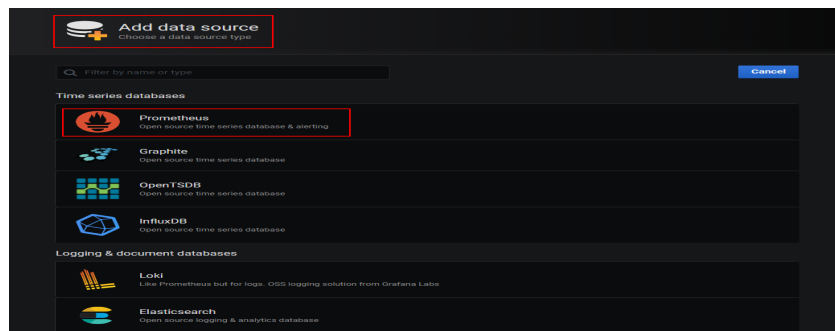 Add data source
Choose a data source type
Filter by name or type
Cancel
Time series databases
Prometheus
Open source time series database & alerting
Graphite
Open source time series database
OpenTSDB
Open source time series database
InfluxDB
Open source time series database
Logging & document databases
Loki
Like Prometheus but for logs. OSS logging solution from Grafana Labs
Elasticsearch
Open source logging & analytics database